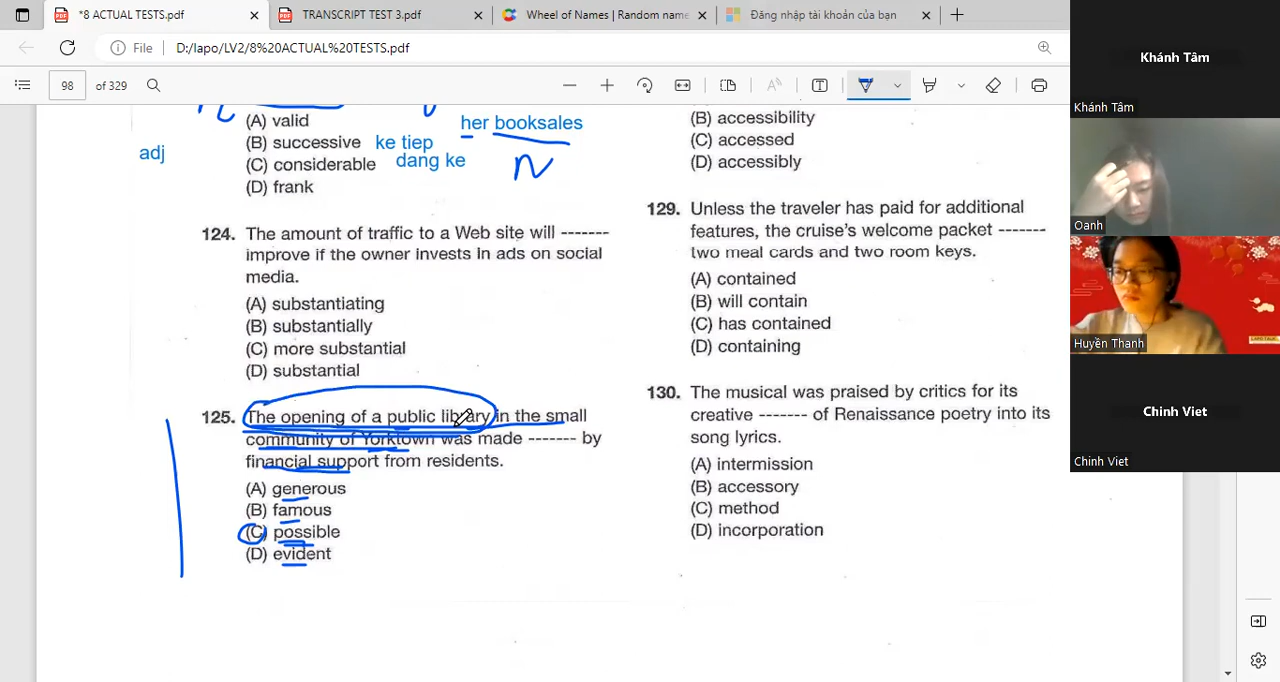 *8 ACTUAL TESTS.pdf
TRANSCRIPT TEST 3.pdf
Wheel of Names | Random name
Đăng nhập tài khoản của bạn
File
D:/lapo/LV2/8%20ACTUAL%20TESTS.pdf
98 of 329
(A) valid
(B) successive ke tiep
(C) considerable dang ke
(D) frank
adj
her booksales
N
124. The amount of traffic to a Web site will -------
improve if the owner invests in ads on social
media.
(A) substantiating
(B) substantially
(C) more substantial
(D) substantial
125. The opening of a public library in the small
community of Yorktown was made ------- by
financial support from residents.
(A) generous
(B) famous
(C) possible
(D) evident
(B) accessibility
(C) accessed
(D) accessibly
129. Unless the traveler has paid for additional
features, the cruise's welcome packet -------
two meal cards and two room keys.
(A) contained
(B) will contain
(C) has contained
(D) containing
130. The musical was praised by critics for its
creative ------- of Renaissance poetry into its
song lyrics.
(A) intermission
(B) accessory
(C) method
(D) incorporation
Khánh Tâm
Khánh Tâm
Oanh
Huyền Thanh
Chinh Viet
Chinh Viet